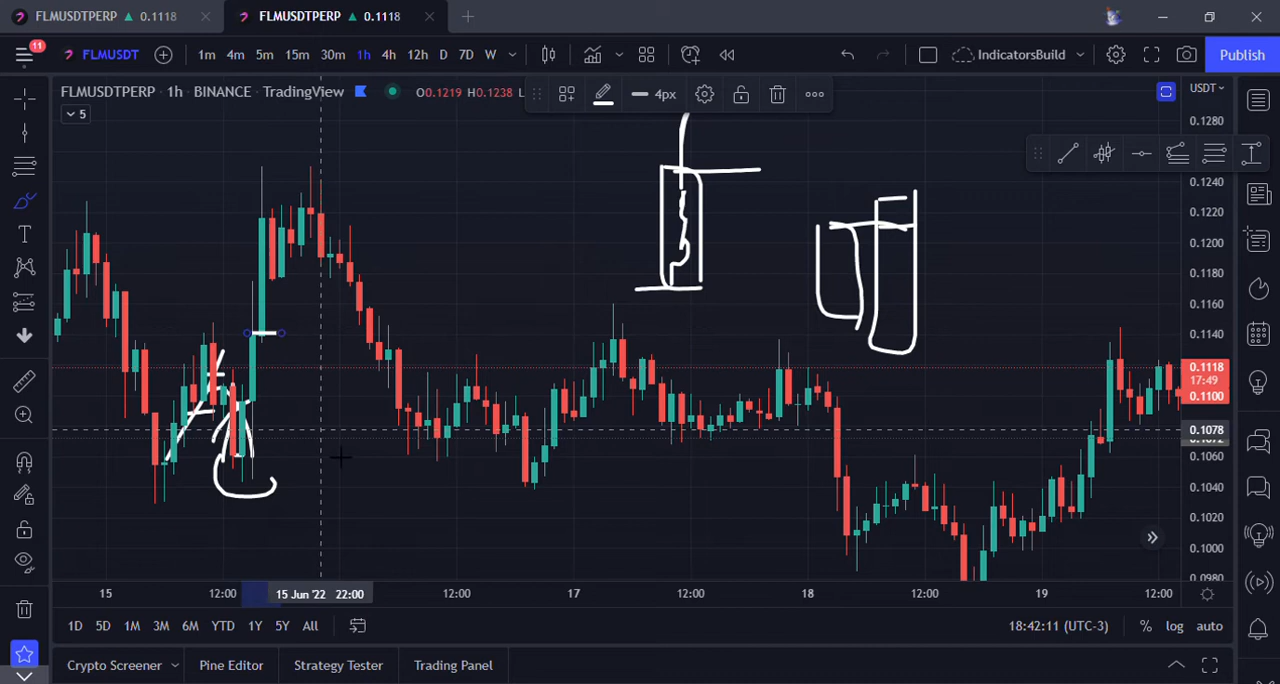 FLMUSDTPERP ▲ 0.1118
FLMUSDTPERP ▲ 0.1118
11
FLMUSDT
1m 4m 5m 15m 30m 1h 4h 12h D 7D W
IndicatorsBuild
Publish
FLMUSDTPERP · 1h · BINANCE · TradingView
O0.1219 H0.1238 L
4px
5
USDT
0.1280
0.1240
0.1220
0.1200
0.1180
0.1160
0.1140
0.1118
17:49
0.1100
0.1078
0.1072
0.1060
0.1040
0.1020
0.1000
0.0980
15 12:00 15 Jun '22 22:00 12:00 17 12:00 18 12:00 19 12:00
1D 5D 1M 3M 6M YTD 1Y 5Y All
18:42:11 (UTC-3) % log auto
Crypto Screener Pine Editor Strategy Tester Trading Panel